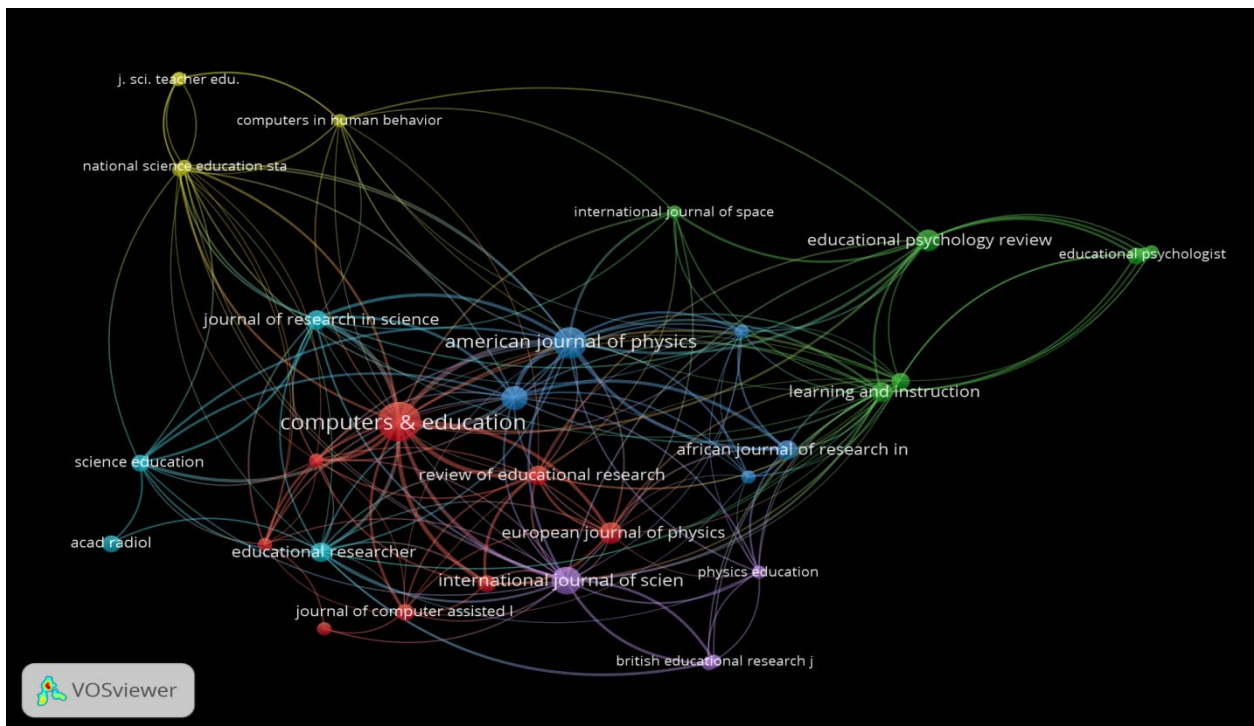 j. sci. teacher edu.
computers in human behavior
national science education sta
international journal of space
educational psychology review
educational psychologist
journal of research in science
american journal of physics
learning and instruction
computers & education
african journal of research in
science education
review of educational research
european journal of physics
acad radiol
educational researcher
physics education
international journal of scien
journal of computer assisted l
british educational research j
VOSviewer